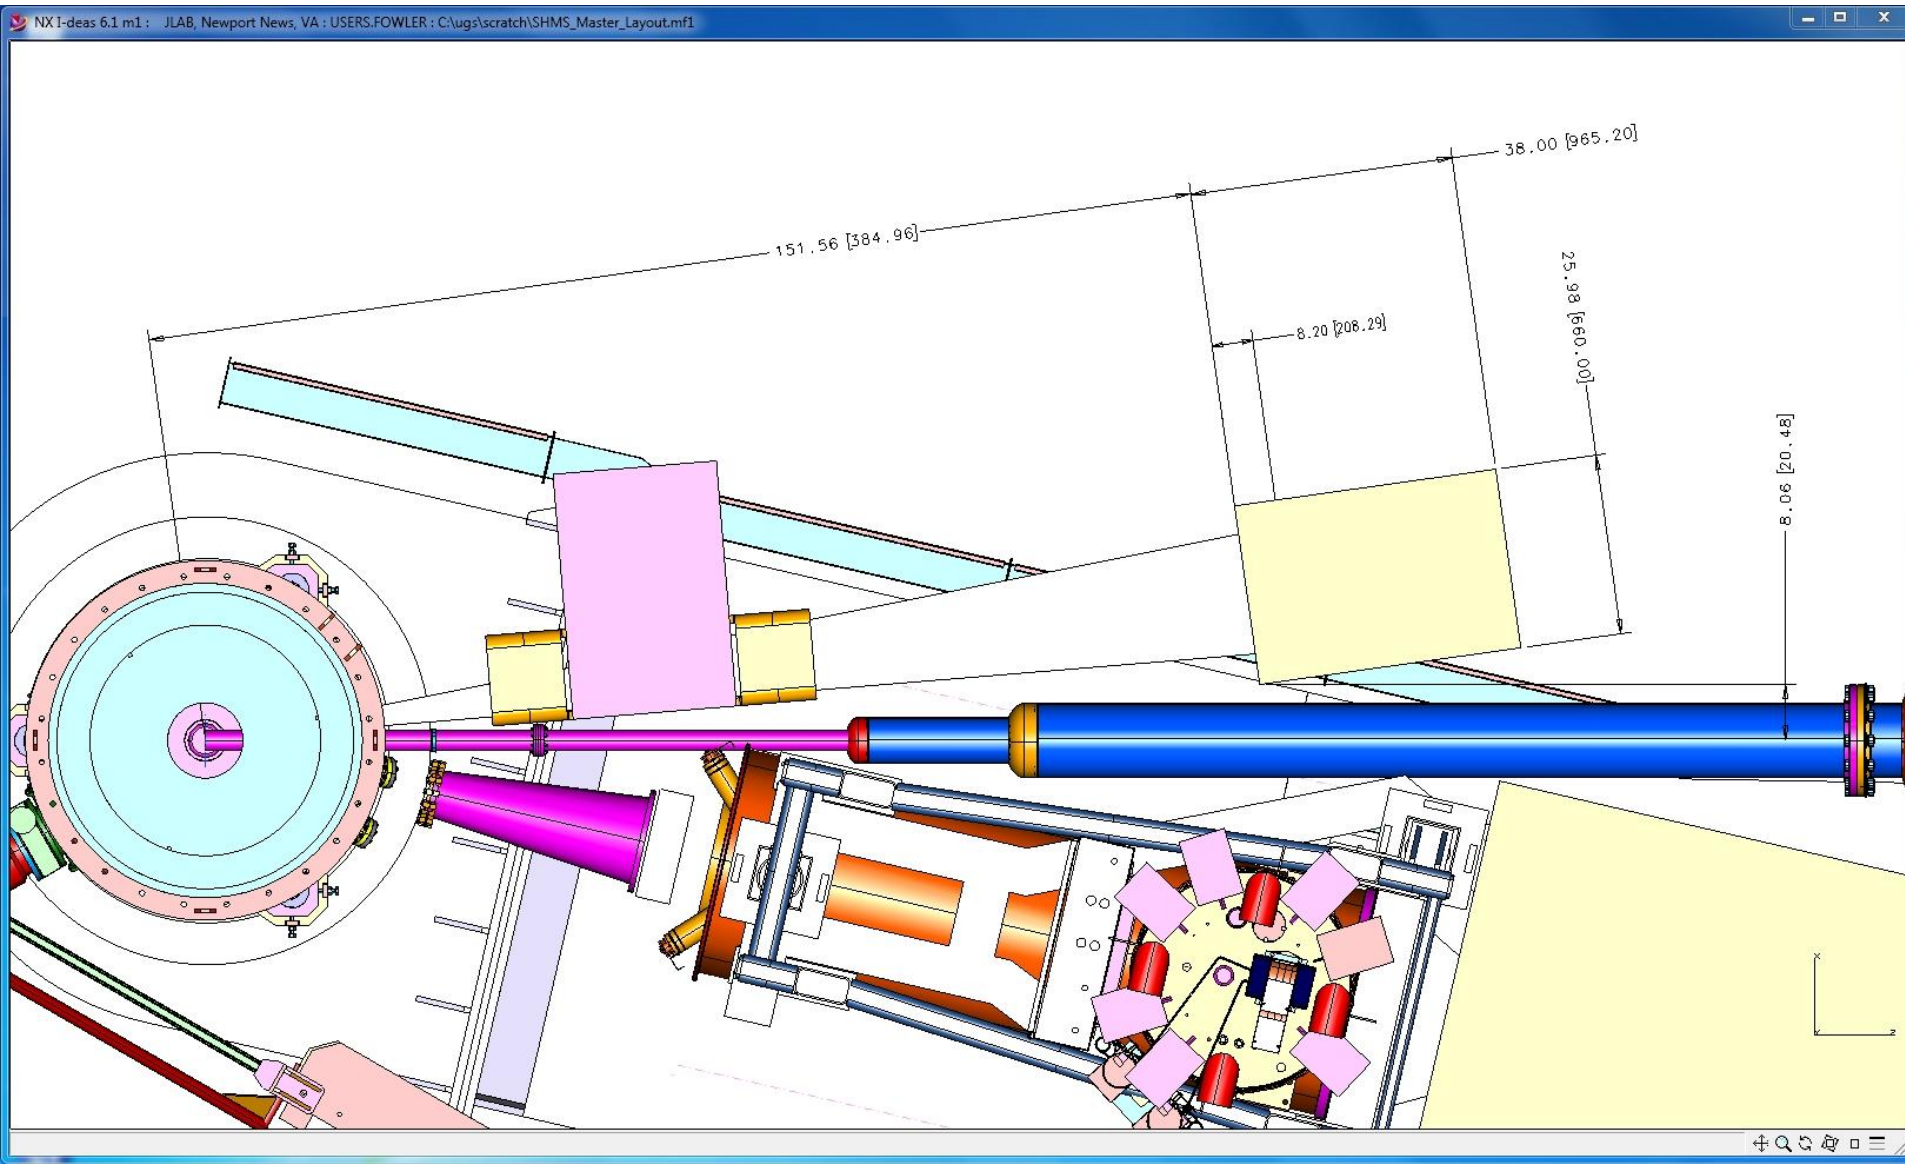 NX I-deas 6.1 m1 :    JLAB, Newport News, VA : USERS.FOWLER : C:\ugs\scratch\SHMS_Master_Layout.mf1
38.00 [965.20]
151.56 [384.96]
25.98 [660.00]
8.20 [208.29]
8.06 [20.48]
X
Y
Z